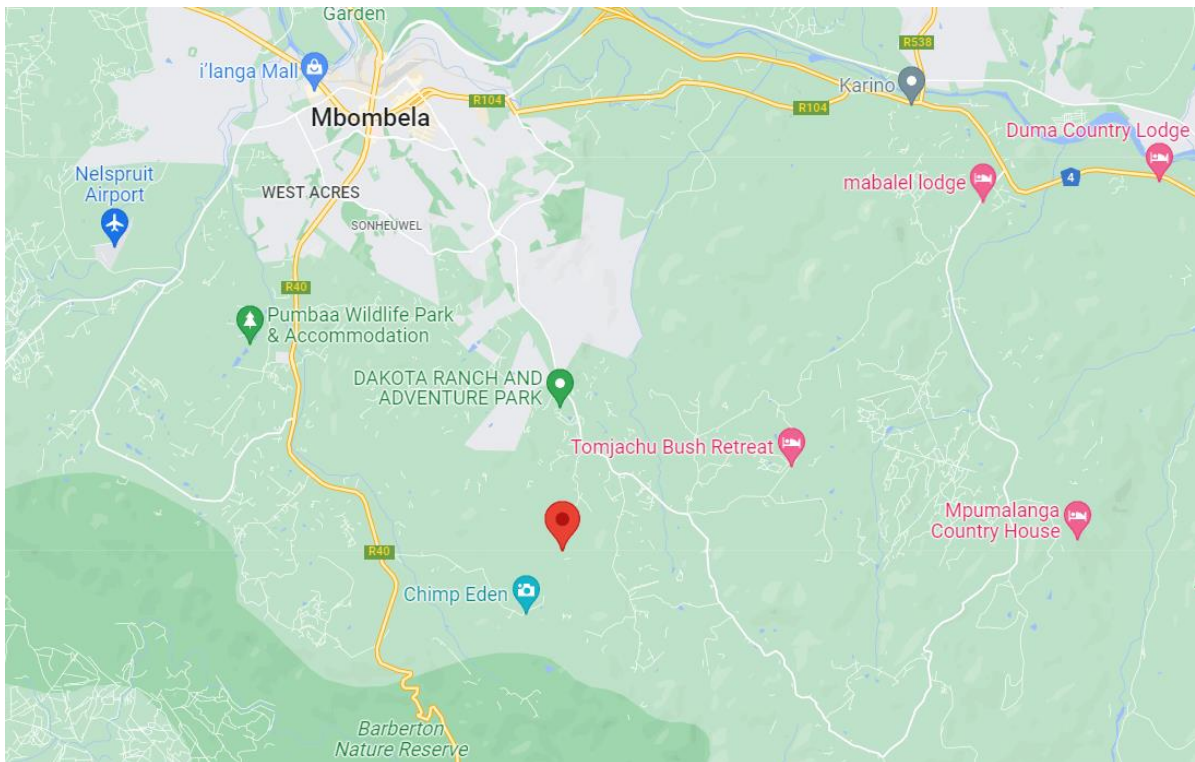 Garden
R538
i'langa Mall
Karino
R104
R104
Mbombela
Duma Country Lodge
Nelspruit
Airport
4
mabalel lodge
WEST ACRES
SONHEUWEL
R40
Pumbaa Wildlife Park
& Accommodation
DAKOTA RANCH AND
ADVENTURE PARK
Tomjachu Bush Retreat
Mpumalanga
Country House
R40
Chimp Eden
Barberton
Nature Reserve